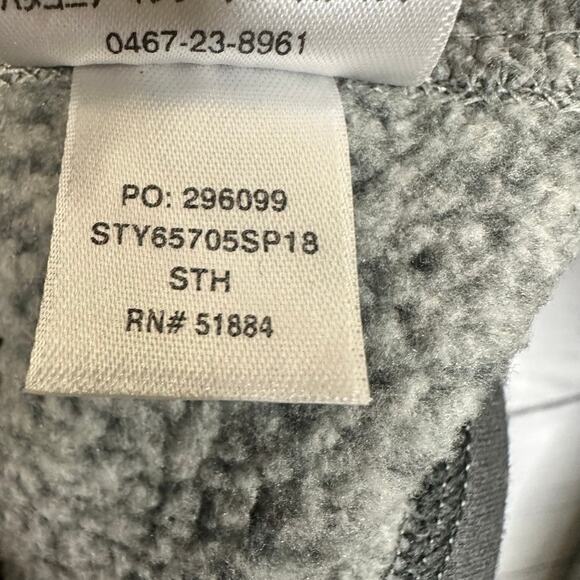 0467-23-8961
PO: 296099
STY65705SP18
STH
RN# 51884